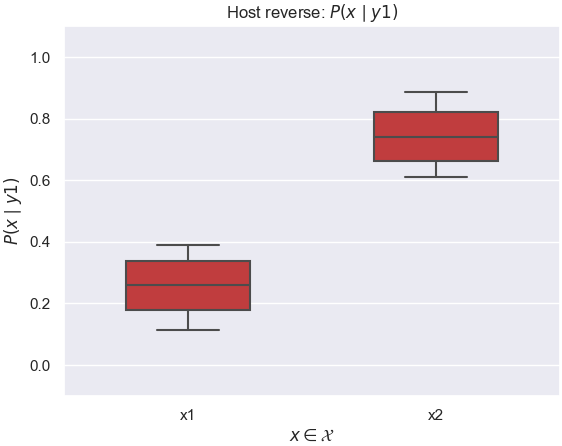 Host reverse: P(x | y1)
P(x | y1)
1.0
0.8
0.6
0.4
0.2
0.0
x1 x2
x ∈ 𝒳